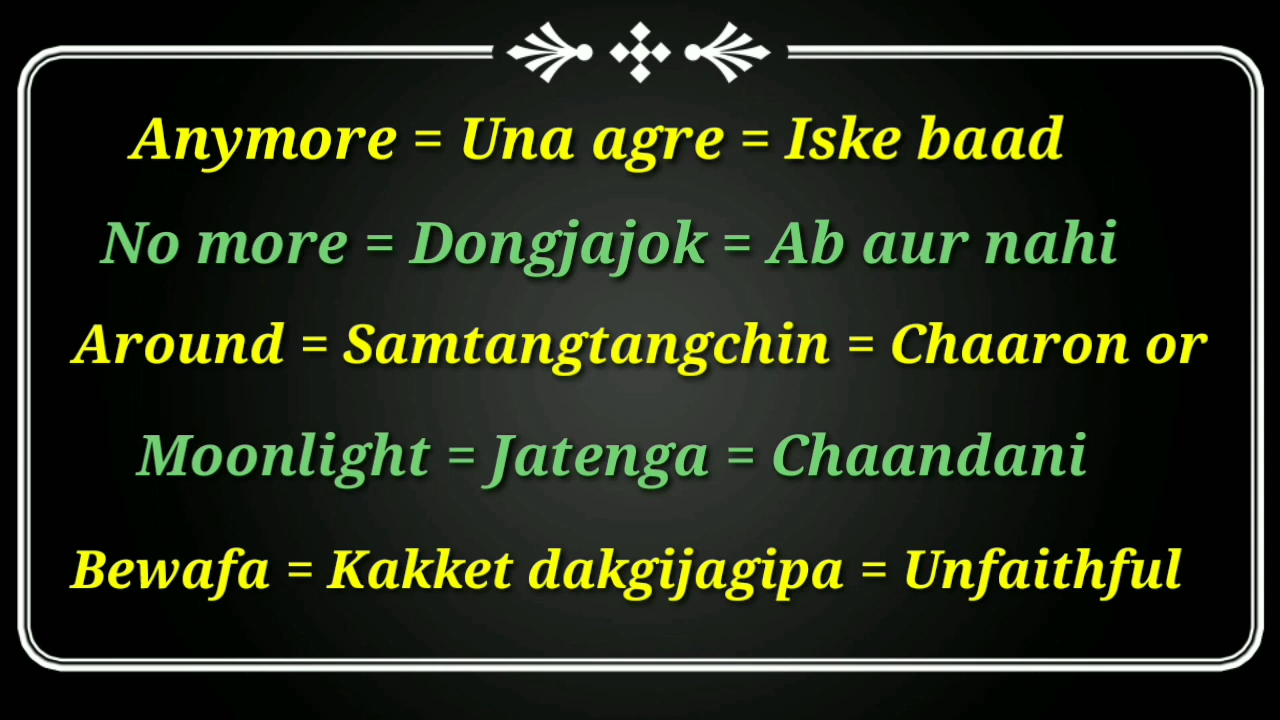 Anymore = Una agre = Iske baad
No more = Dongjajok = Ab aur nahi
Around = Samtangtangchin = Chaaron or
Moonlight = Jatenga = Chaandani
Bewafa = Kakket dakgijagipa = Unfaithful